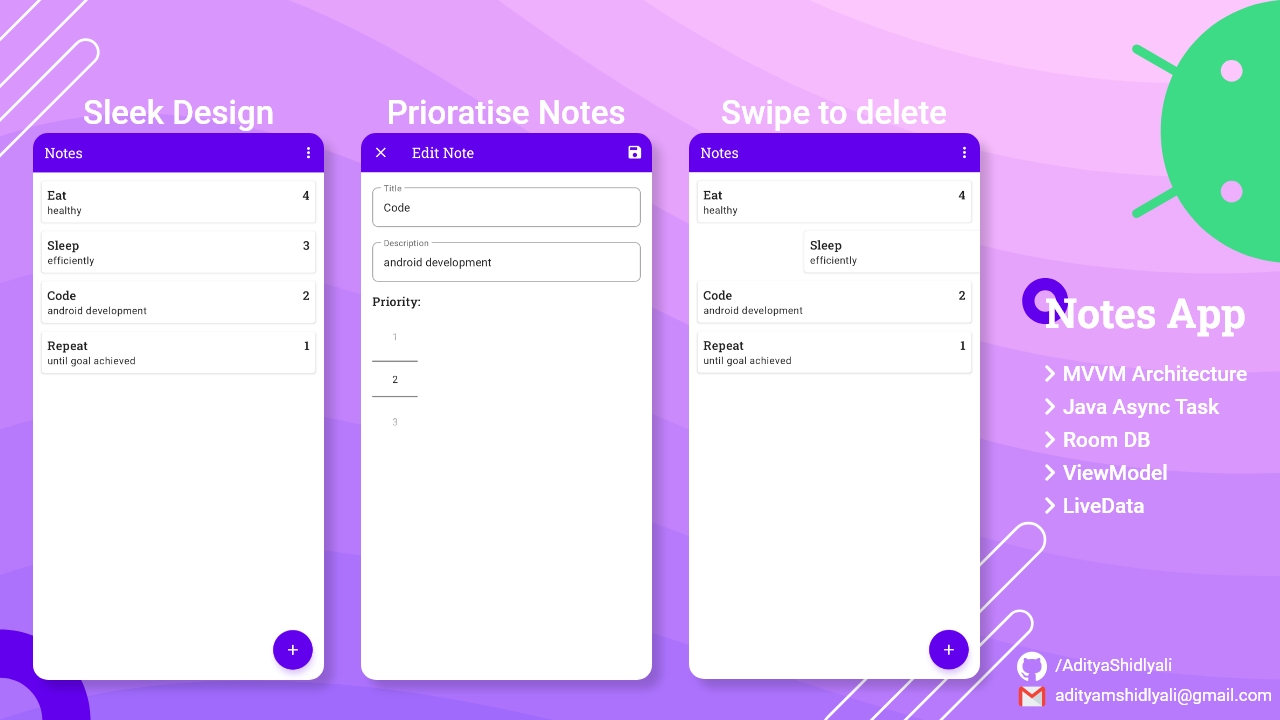 Sleek Design
Notes
Eat 4
healthy
Sleep 3
efficiently
Code 2
android development
Repeat 1
until goal achieved
+
Prioratise Notes
Edit Note
Title
Code
Description
android development
Priority:
1
2
3
Swipe to delete
Notes
Eat 4
healthy
Sleep
efficiently
Code 2
android development
Repeat 1
until goal achieved
+
Notes App
MVVM Architecture
Java Async Task
Room DB
ViewModel
LiveData
/AdityaShidlyali
adityamshidlyali@gmail.com